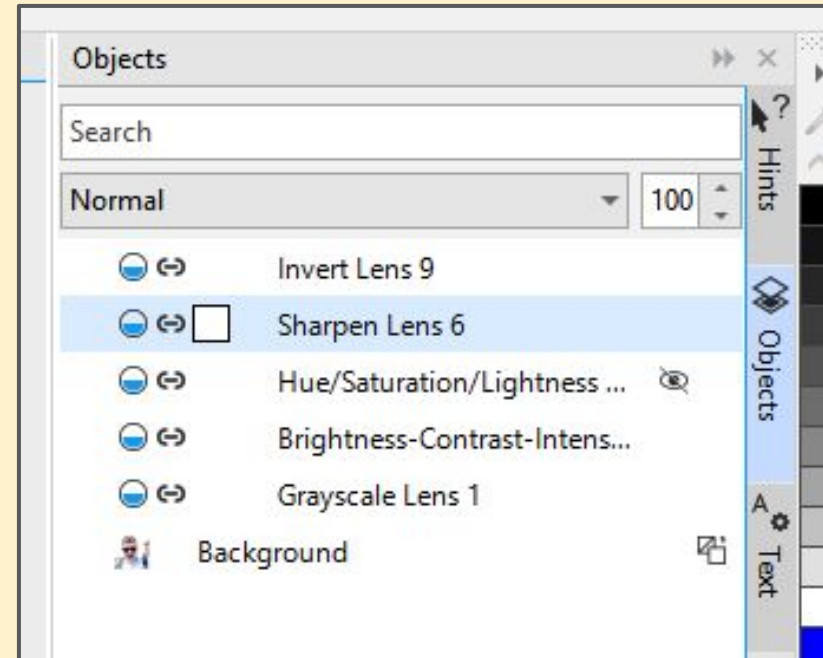 Objects
Search
Normal
100
Invert Lens 9
Sharpen Lens 6
Hue/Saturation/Lightness ...
Brightness-Contrast-Intens...
Grayscale Lens 1
Background
? Hints
Objects
A Text